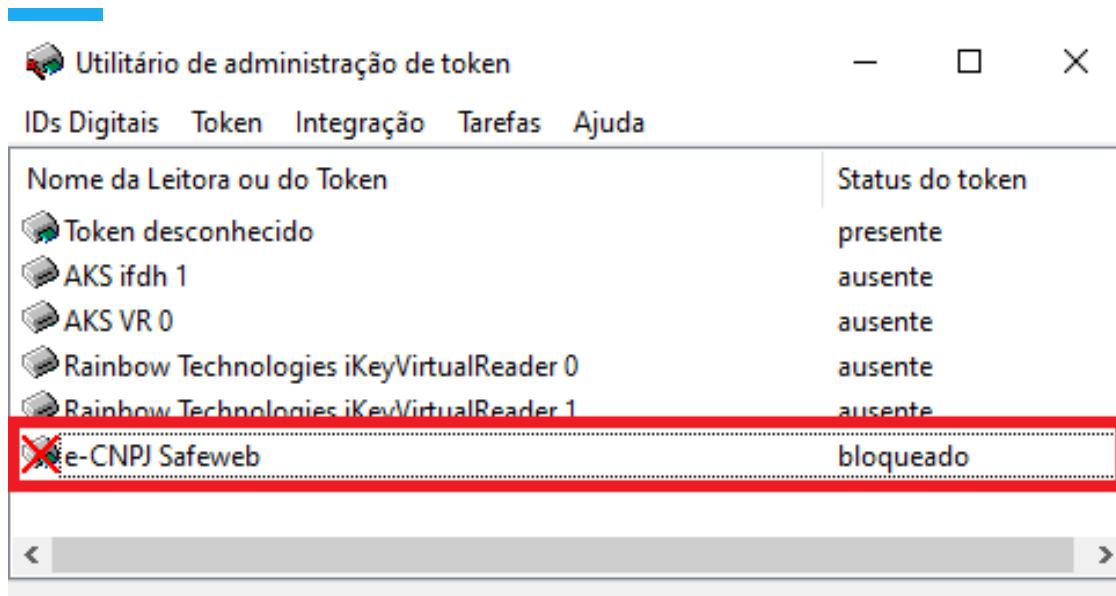 Utilitário de administração de token
IDs Digitais Token Integração Tarefas Ajuda
Nome da Leitora ou do Token Status do token
Token desconhecido presente
AKS ifdh 1 ausente
AKS VR 0 ausente
Rainbow Technologies iKeyVirtualReader 0 ausente
Rainbow Technologies iKeyVirtualReader 1 ausente
e-CNPJ Safeweb bloqueado